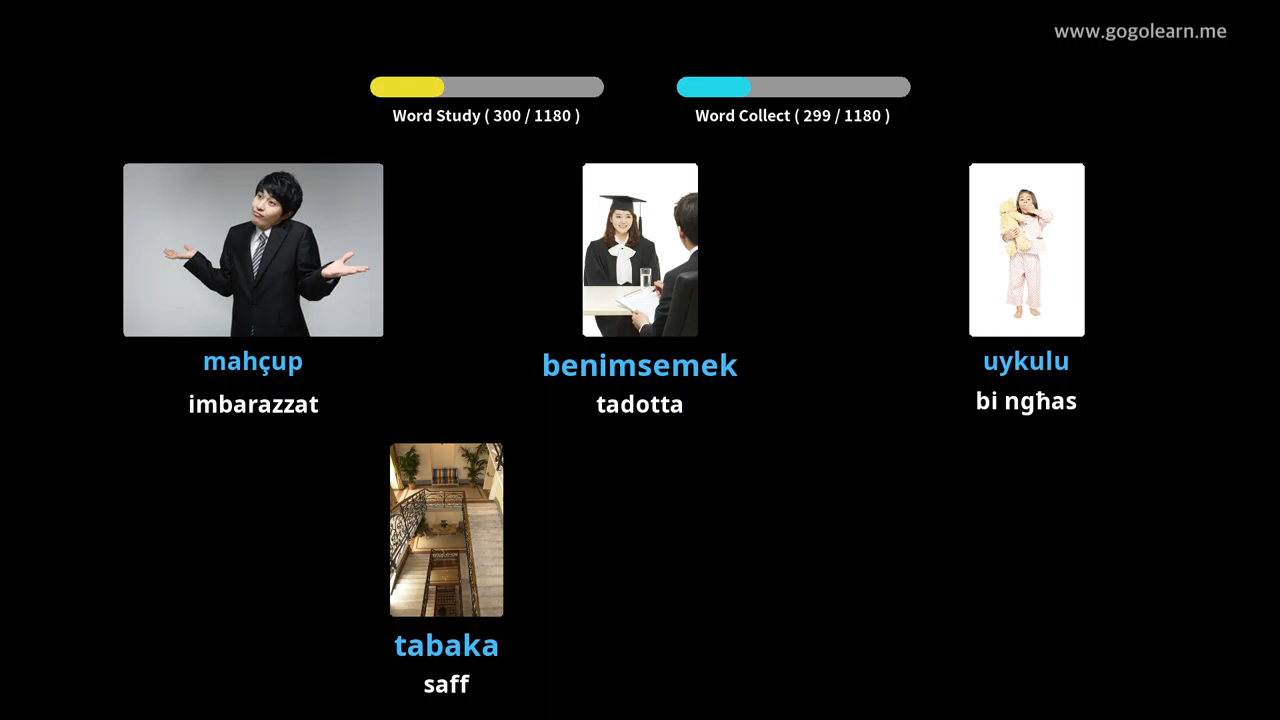 www.gogolearn.me
Word Study ( 300 / 1180 )
Word Collect ( 299 / 1180 )
mahçup
imbarazzat
benimsemek
tadotta
uykulu
bi ngħas
tabaka
saff